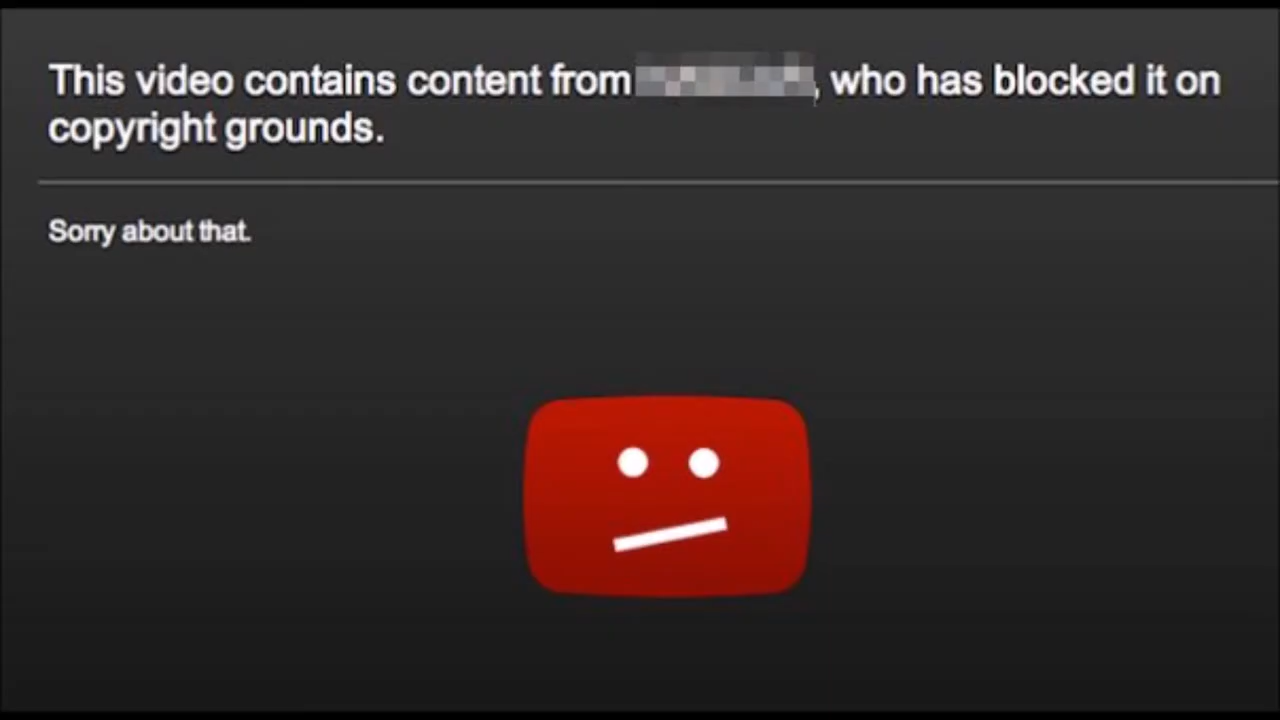 This video contains content from , who has blocked it on
copyright grounds.
Sorry about that.